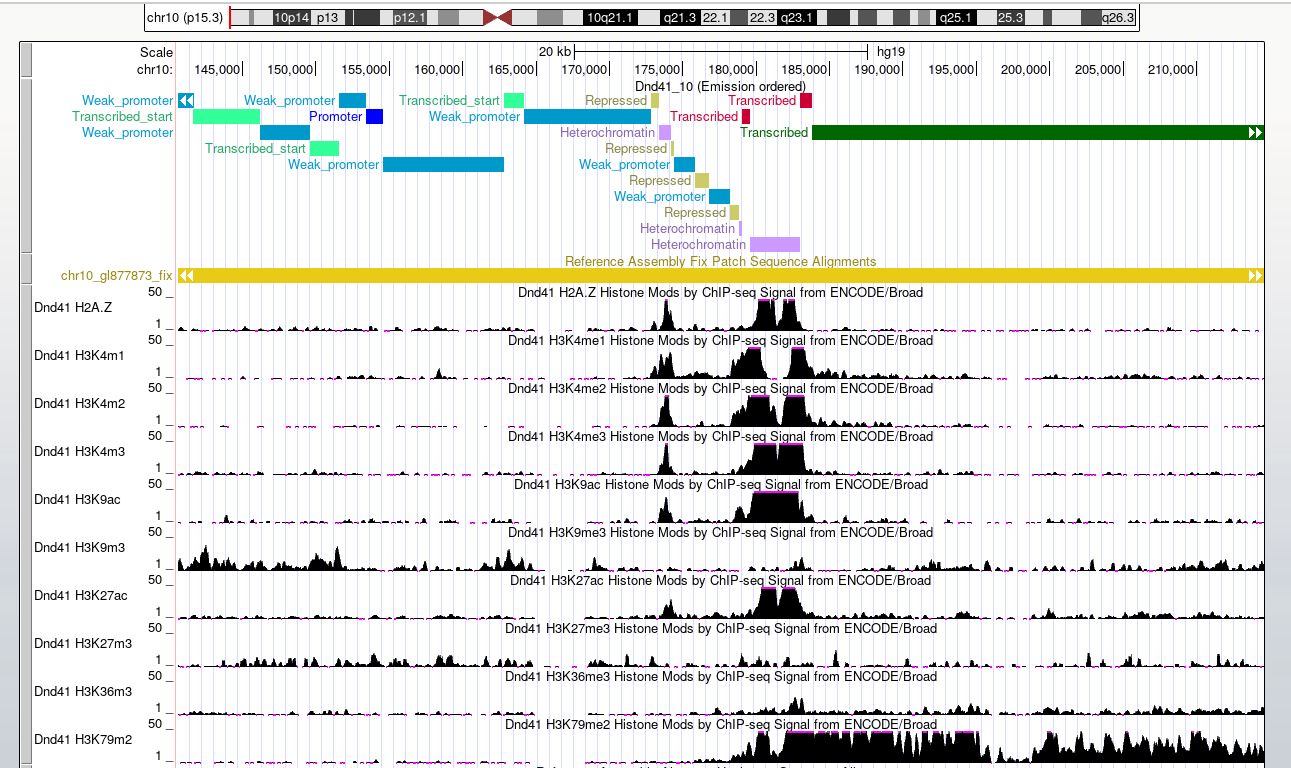 chr10 (p15.3) 10p14 p13 p12.1 10q21.1 q21.3 22.1 22.3 q23.1 q25.1 25.3 q26.3
Scale 20 kb hg19
chr10: 145,000 150,000 155,000 160,000 165,000 170,000 175,000 180,000 185,000 190,000 195,000 200,000 205,000 210,000
Dnd41_10 (Emission ordered)
Weak_promoter Weak_promoter Transcribed_start Repressed Transcribed
Transcribed_start Promoter Weak_promoter Transcribed
Weak_promoter Heterochromatin Transcribed
Transcribed_start Repressed
Weak_promoter Weak_promoter
Repressed
Weak_promoter
Repressed
Heterochromatin
Heterochromatin
Reference Assembly Fix Patch Sequence Alignments
chr10_gl877873_fix
50 _ Dnd41 H2A.Z Histone Mods by ChIP-seq Signal from ENCODE/Broad
Dnd41 H2A.Z
1 _
50 _ Dnd41 H3K4me1 Histone Mods by ChIP-seq Signal from ENCODE/Broad
Dnd41 H3K4m1
1 _
50 _ Dnd41 H3K4me2 Histone Mods by ChIP-seq Signal from ENCODE/Broad
Dnd41 H3K4m2
1 _
50 _ Dnd41 H3K4me3 Histone Mods by ChIP-seq Signal from ENCODE/Broad
Dnd41 H3K4m3
1 _
50 _ Dnd41 H3K9ac Histone Mods by ChIP-seq Signal from ENCODE/Broad
Dnd41 H3K9ac
1 _
50 _ Dnd41 H3K9me3 Histone Mods by ChIP-seq Signal from ENCODE/Broad
Dnd41 H3K9m3
1 _
50 _ Dnd41 H3K27ac Histone Mods by ChIP-seq Signal from ENCODE/Broad
Dnd41 H3K27ac
1 _
50 _ Dnd41 H3K27me3 Histone Mods by ChIP-seq Signal from ENCODE/Broad
Dnd41 H3K27m3
1 _
50 _ Dnd41 H3K36me3 Histone Mods by ChIP-seq Signal from ENCODE/Broad
Dnd41 H3K36m3
1 _
50 _ Dnd41 H3K79me2 Histone Mods by ChIP-seq Signal from ENCODE/Broad
Dnd41 H3K79m2
1 _